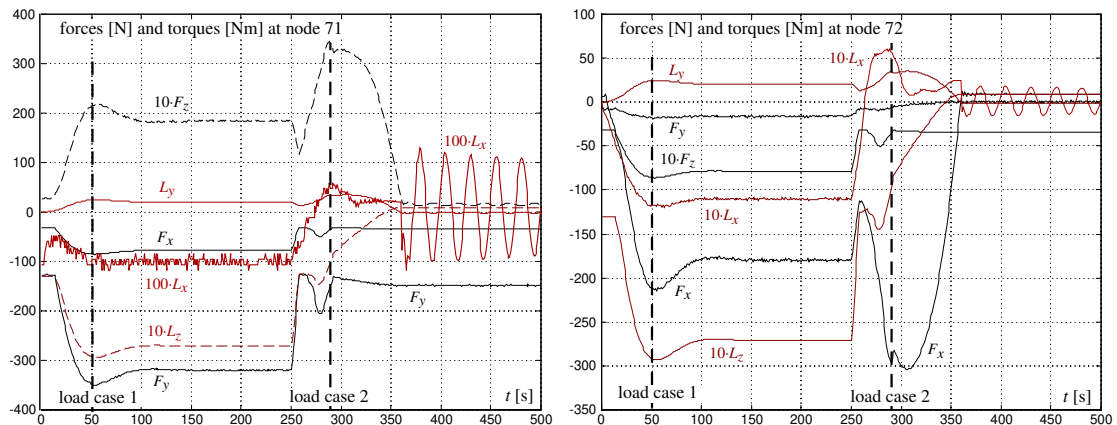 forces [N] and torques [Nm] at node 71
400
300
200
100
0
-100
-200
-300
-400
0 50 100 150 200 250 300 350 400 450 500
10·Fz
100·Lx
Ly
Fx
100·Lx
Fy
10·Lz
Fy
load case 1
load case 2
t [s]
forces [N] and torques [Nm] at node 72
100
50
0
-50
-100
-150
-200
-250
-300
-350
0 50 100 150 200 250 300 350 400 450 500
Ly
10·Lx
Fy
10·Fz
10·Lx
Fx
10·Lz
Fx
load case 1
load case 2
t [s]